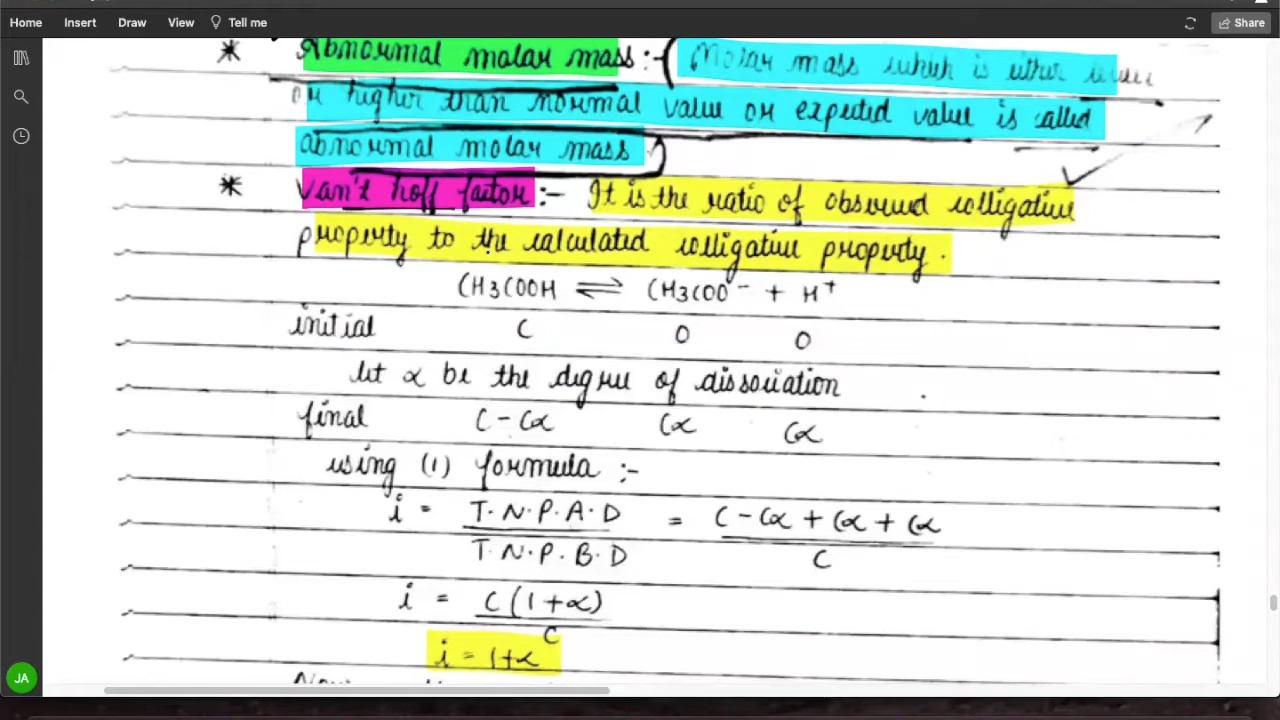 Home Insert Draw View Tell me Share
* Abnormal molar mass :- (Molar mass which is either lower
or higher than normal value or expected value is called
abnormal molar mass)
* Van't hoff factor :- It is the ratio of observed colligative
property to the calculated colligative property.
CH3COOH ⇌ CH3COO⁻ + H⁺
initial C 0 0
let α be the degree of dissociation
final C-Cα Cα Cα
using (1) formula :-
i = T.N.P.A.D = C-Cα+Cα+Cα
T.N.P.B.D C
i = C(1+α)
C
i = 1+α
JA